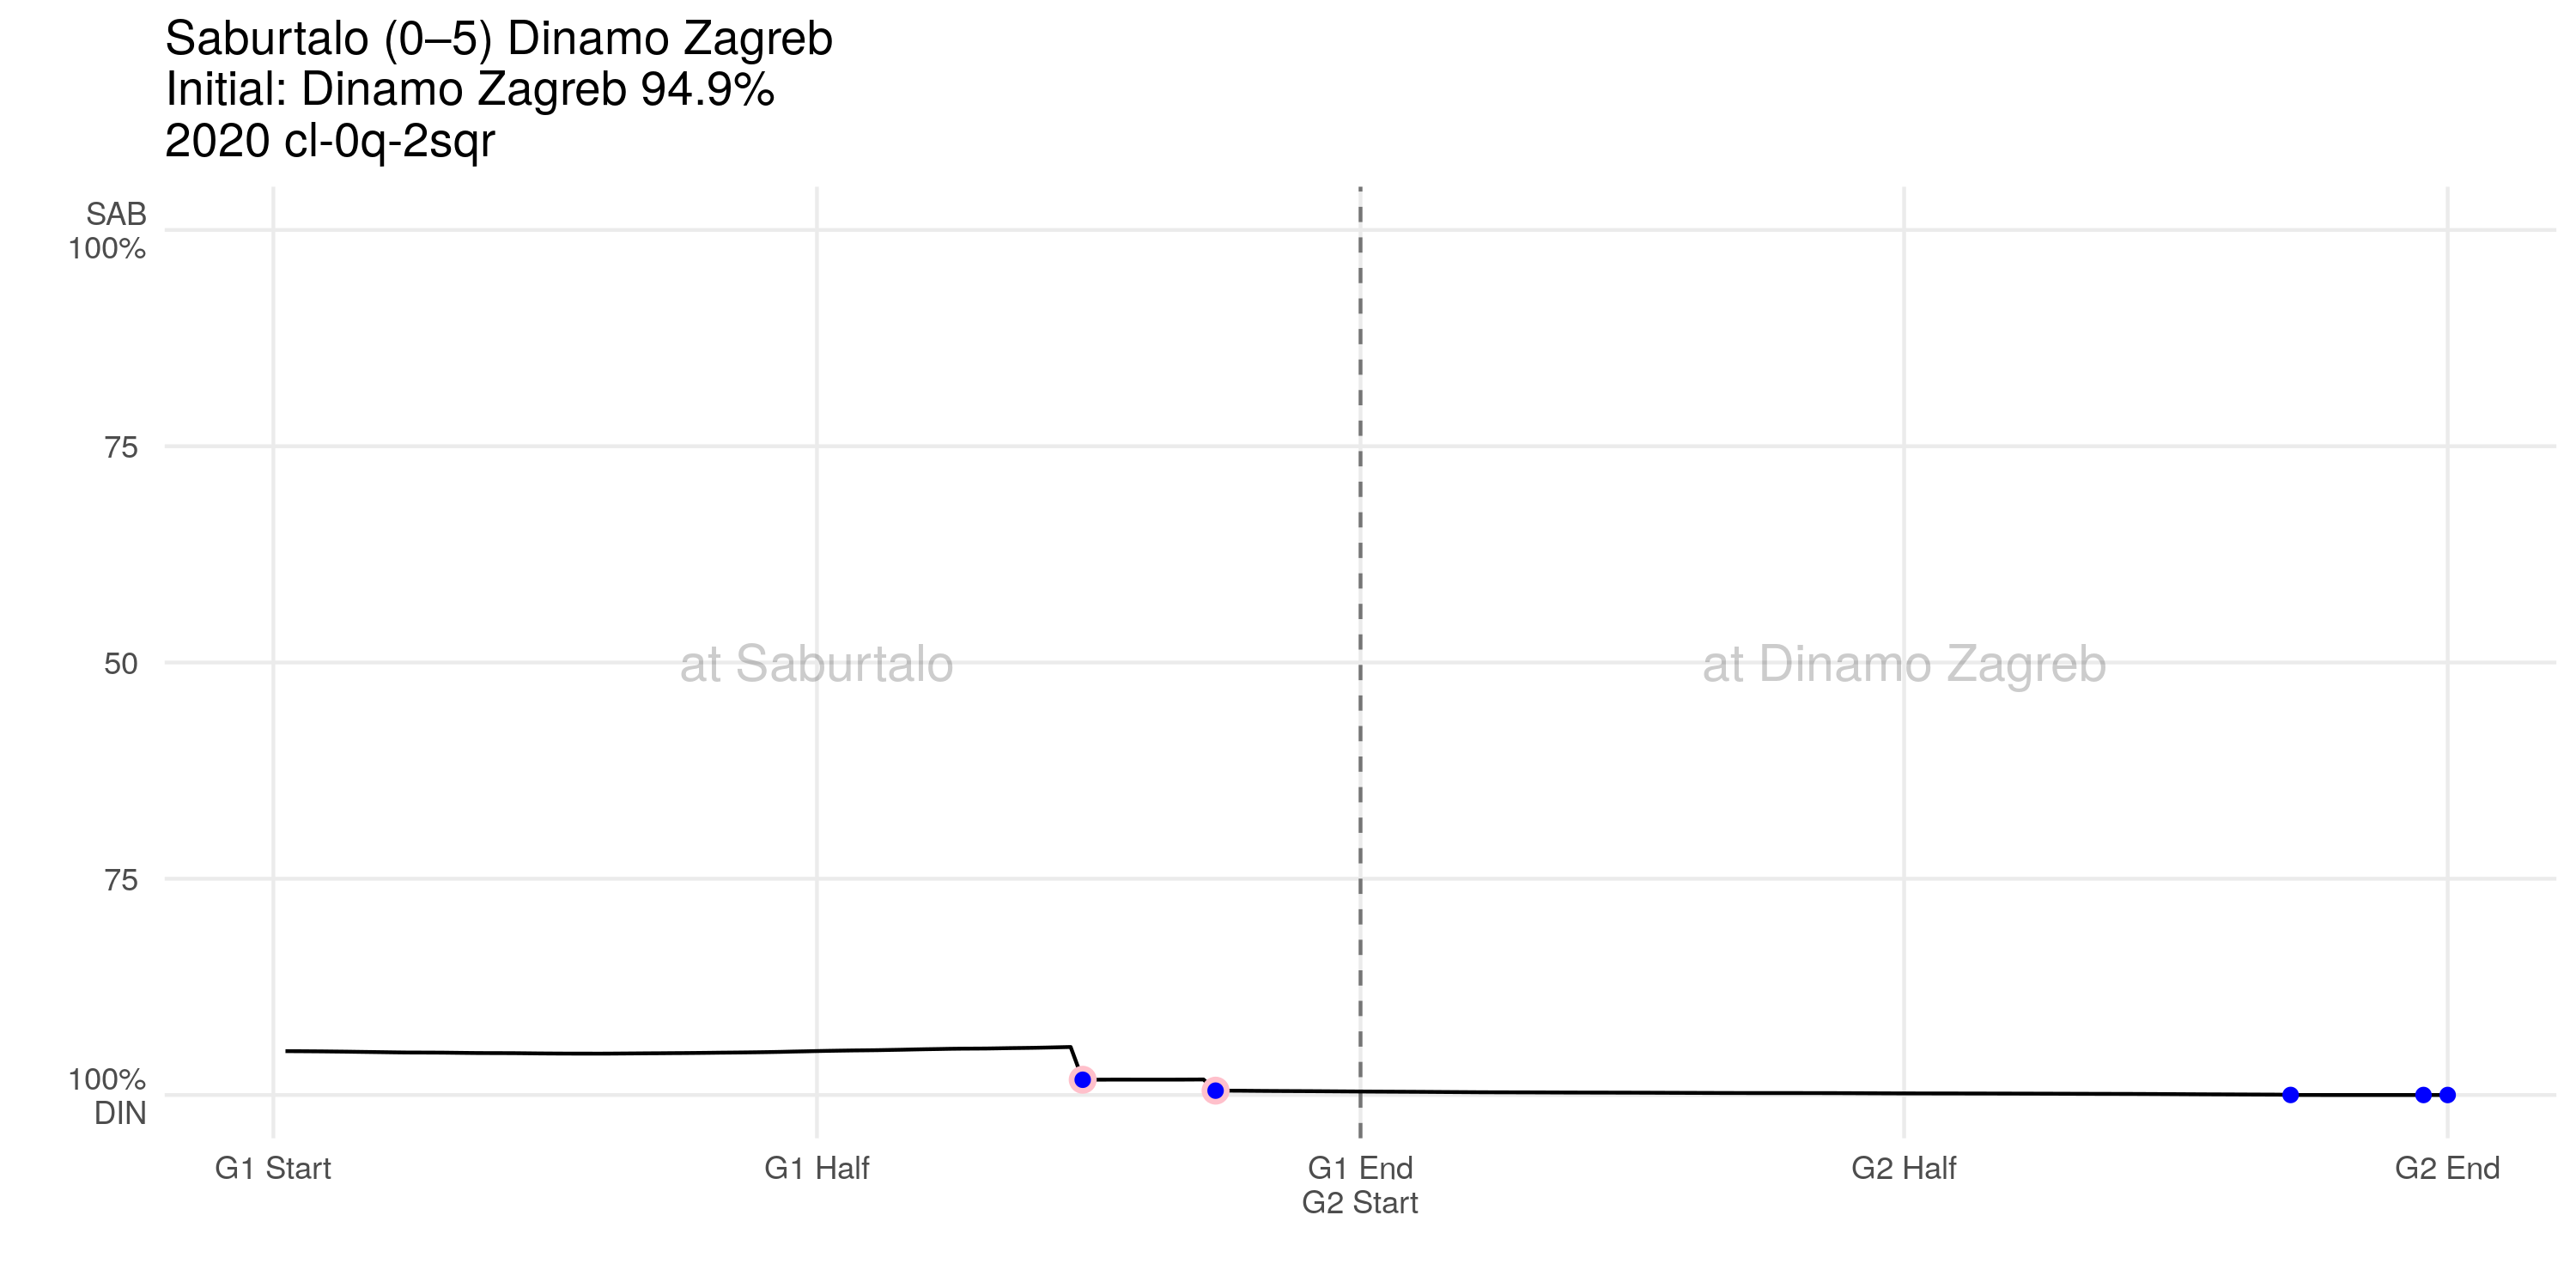 Saburtalo (0–5) Dinamo Zagreb
Initial: Dinamo Zagreb 94.9%
2020 cl-0q-2sqr
SAB
100%
75
50
75
100%
DIN
at Saburtalo
at Dinamo Zagreb
G1 Start
G1 Half
G1 End
G2 Start
G2 Half
G2 End